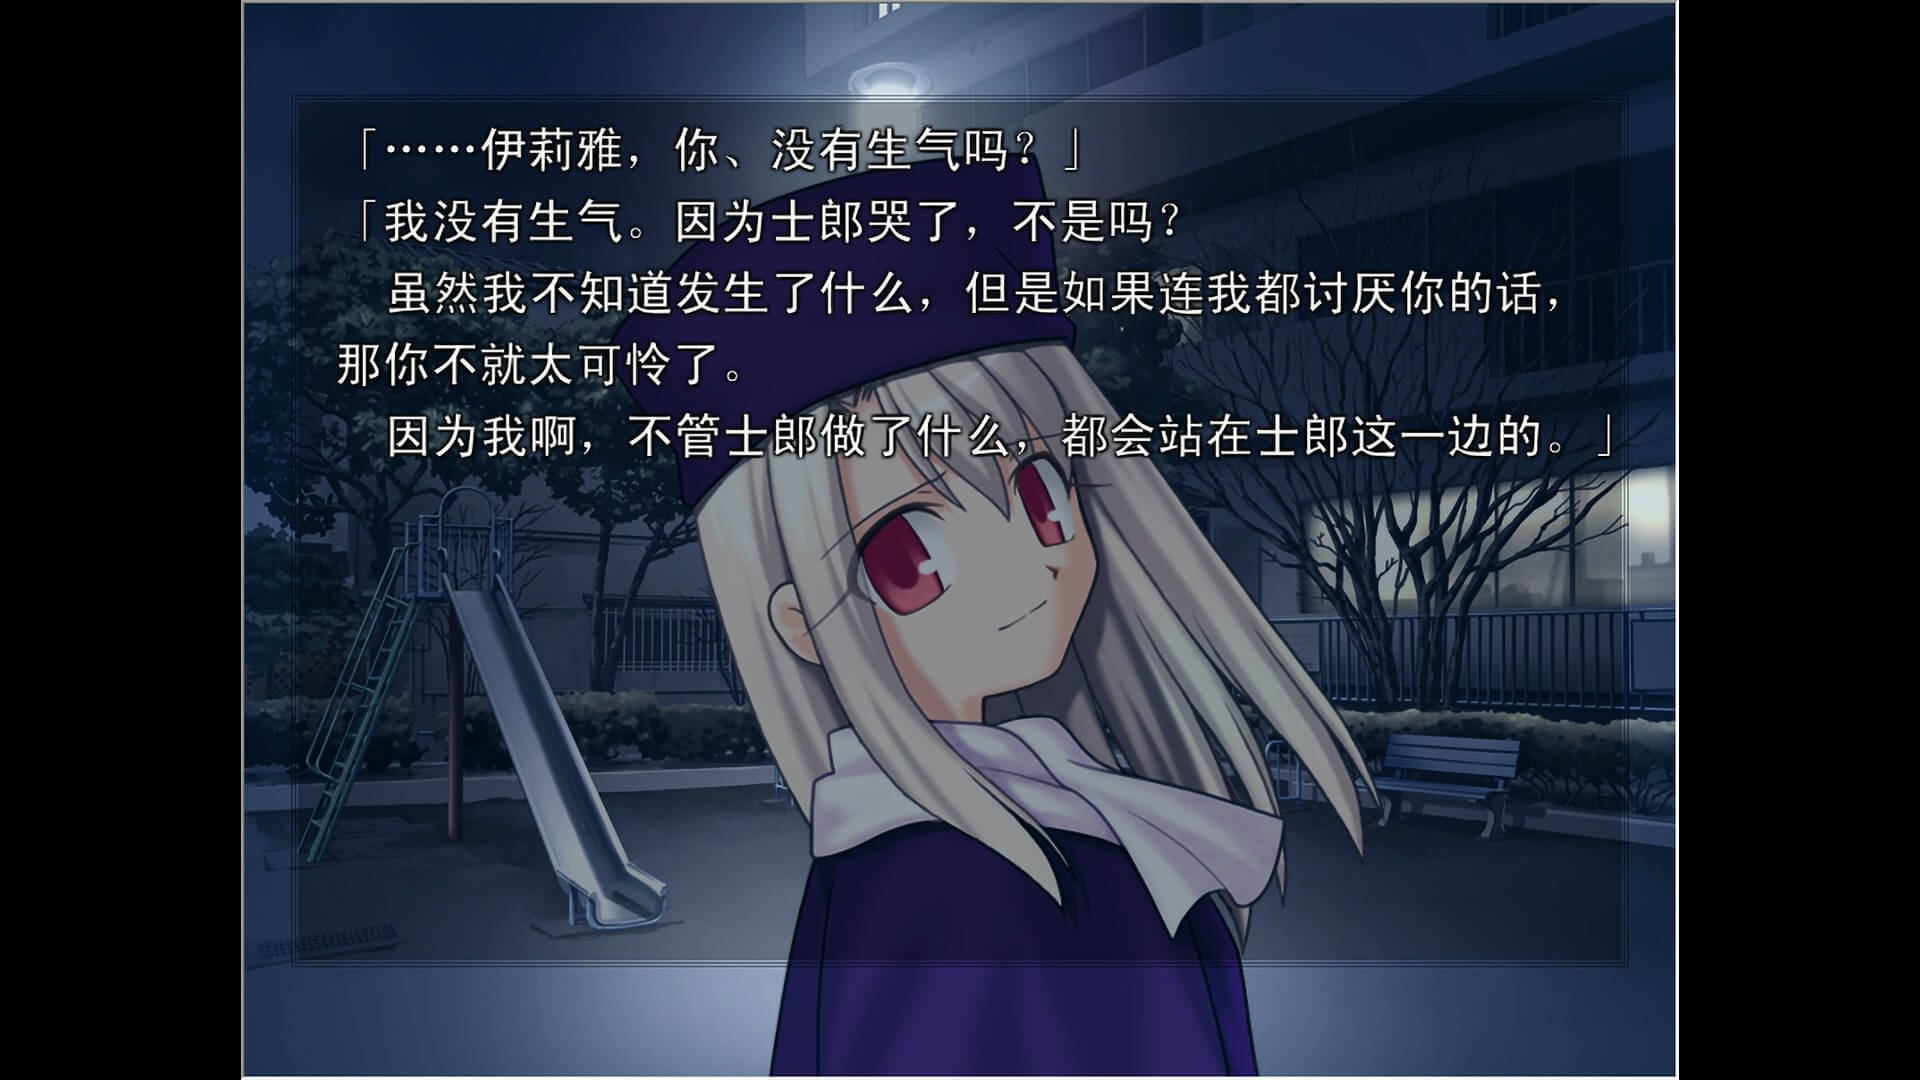 「……伊莉雅，你、没有生气吗？」
「我没有生气。因为士郎哭了，不是吗？
虽然我不知道发生了什么，但是如果连我都讨厌你的话，
那你不就太可怜了。
因为我啊，不管士郎做了什么，都会站在士郎这一边的。」